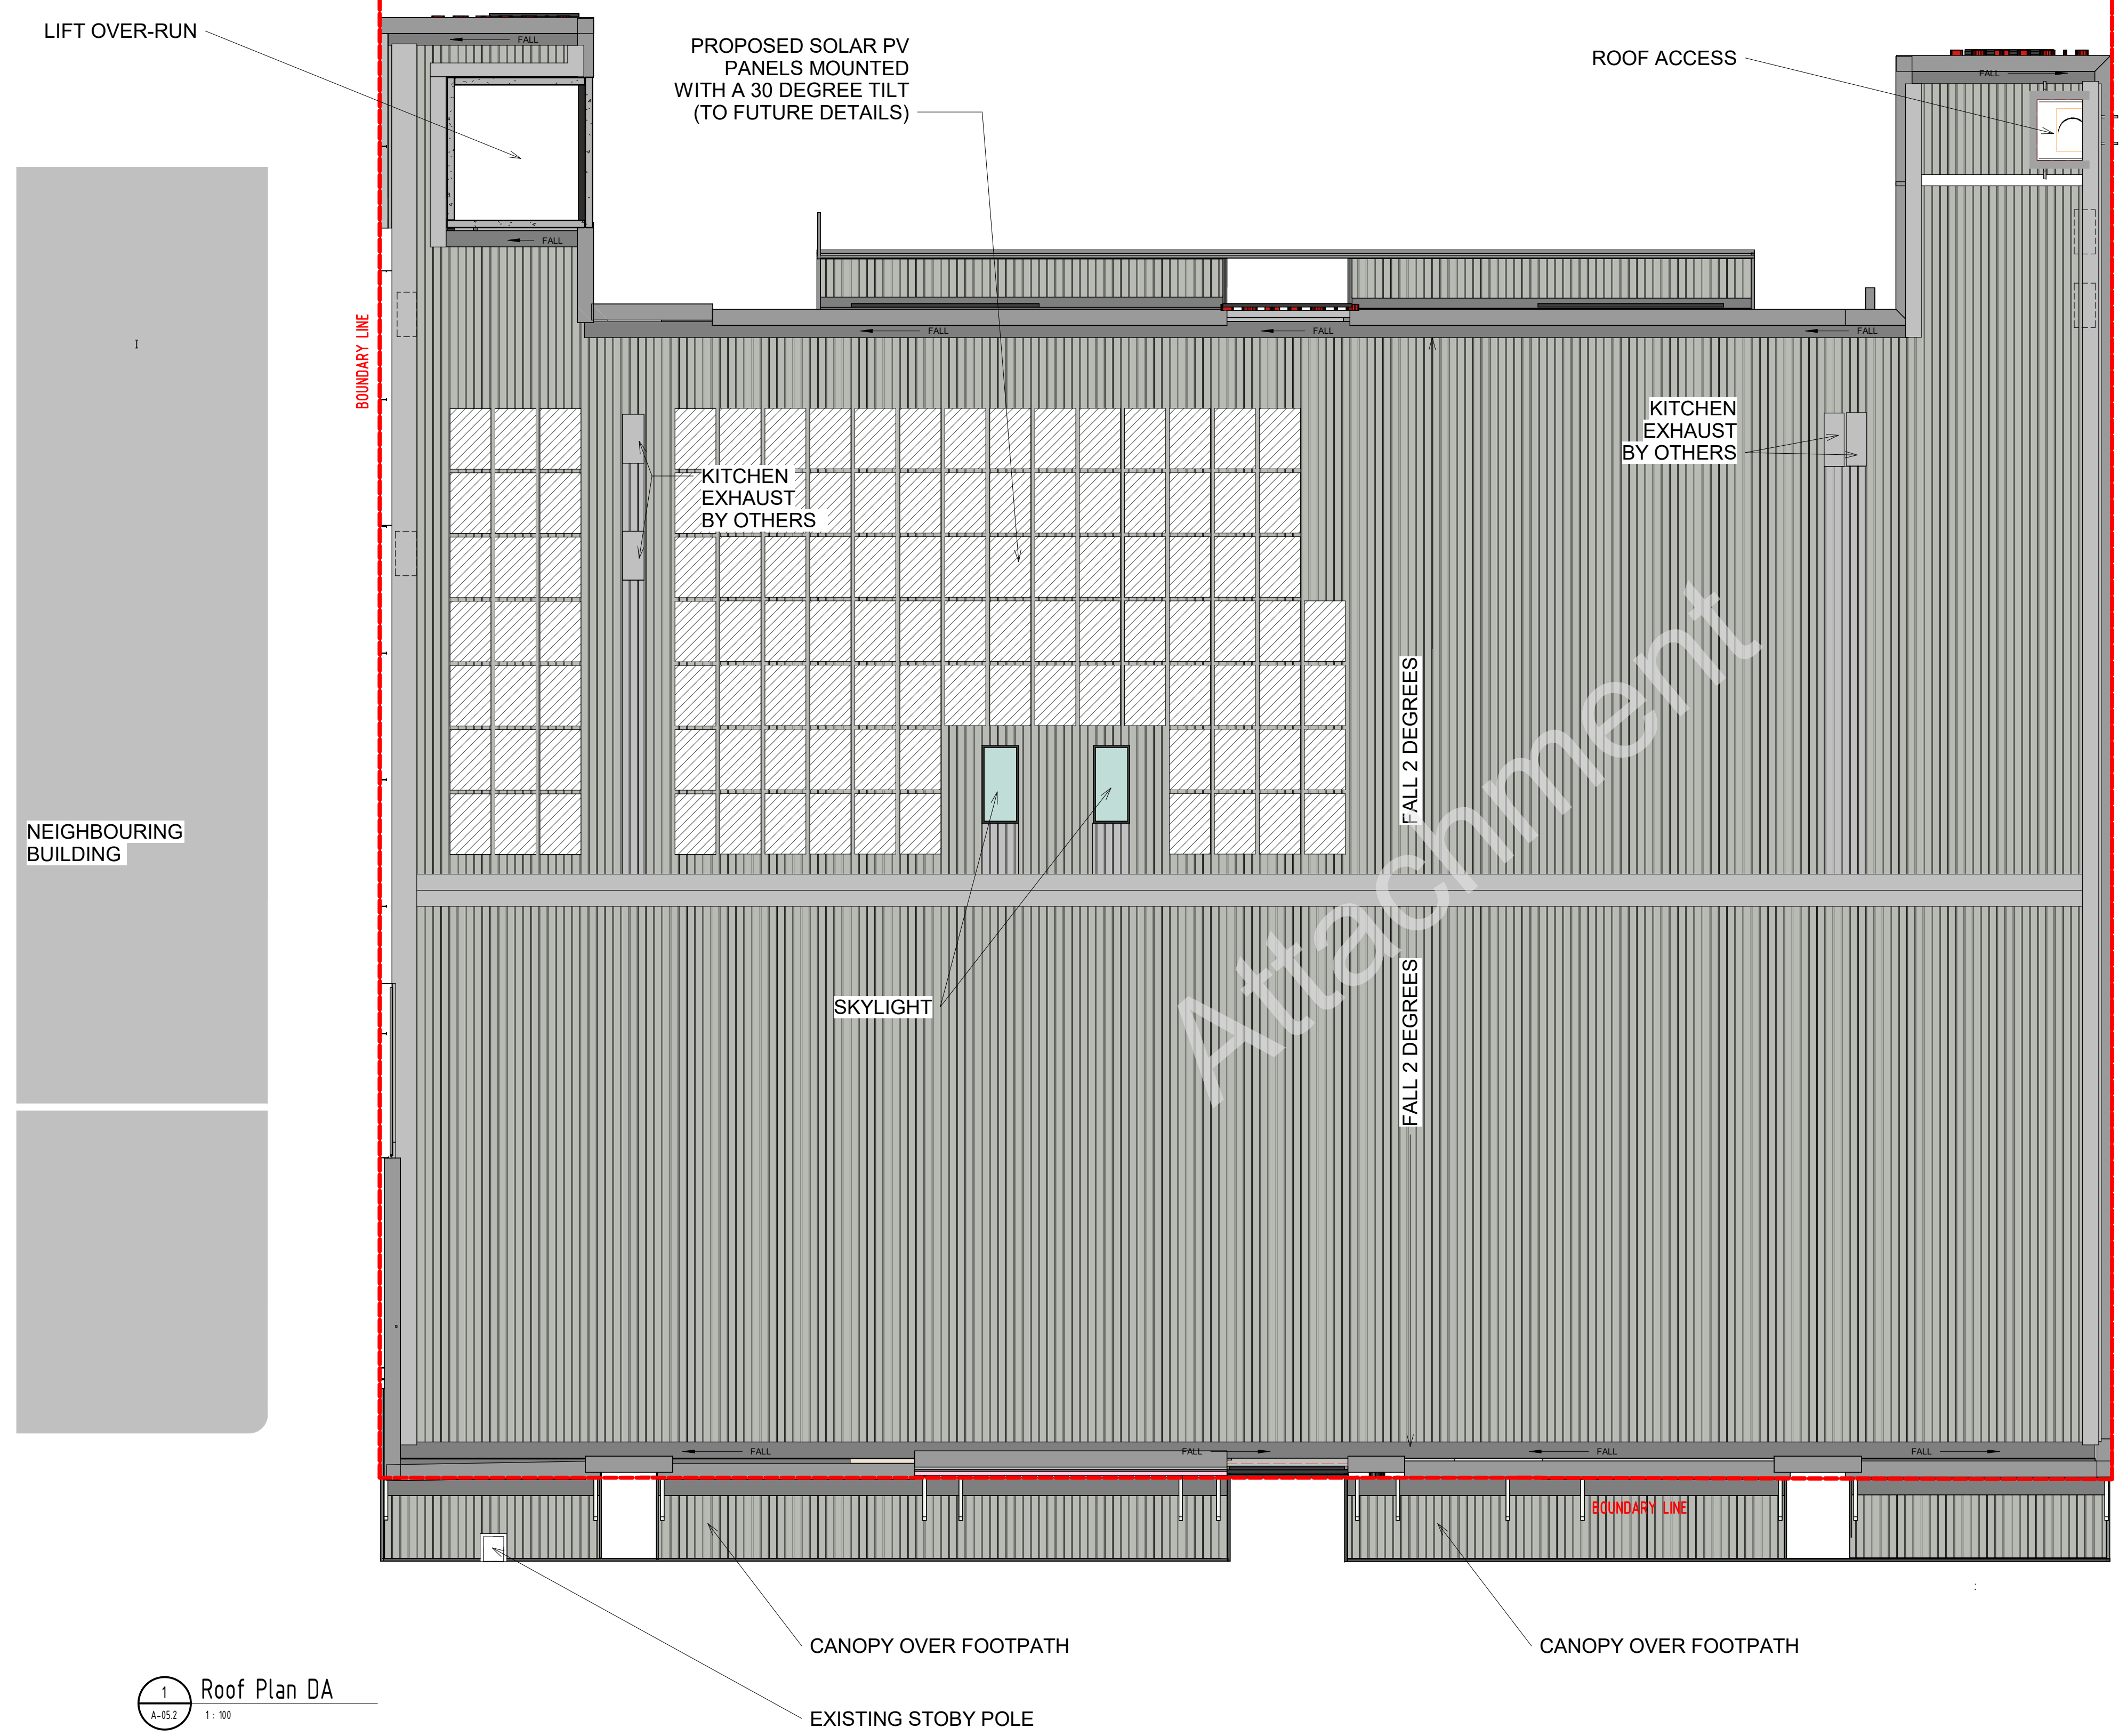 LIFT OVER-RUN
FALL
PROPOSED SOLAR PV
PANELS MOUNTED
WITH A 30 DEGREE TILT
(TO FUTURE DETAILS)
ROOF ACCESS
FALL
FALL
BOUNDARY LINE
FALL
FALL
FALL
I
KITCHEN
EXHAUST
BY OTHERS
KITCHEN
EXHAUST
BY OTHERS
FALL 2 DEGREES
Attachment
NEIGHBOURING
BUILDING
SKYLIGHT
FALL 2 DEGREES
FALL
FALL
FALL
FALL
BOUNDARY LINE
CANOPY OVER FOOTPATH
CANOPY OVER FOOTPATH
EXISTING STOBY POLE
1
A-05.2
Roof Plan DA
1 : 100